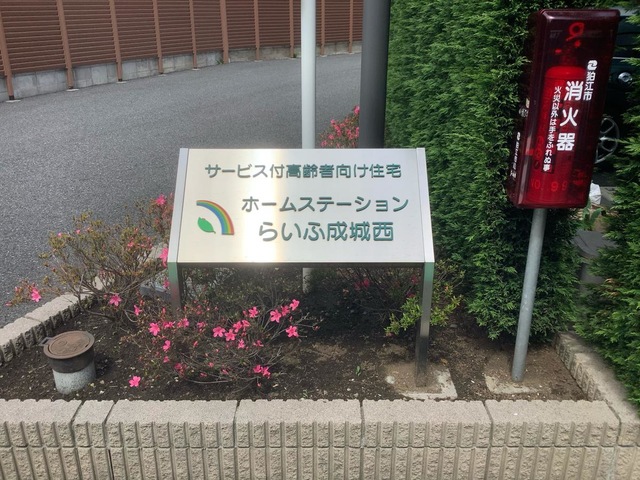 サービス付高齢者向け住宅
ホームステーション
らいふ成城西
狛江市
消火器
火災以外は手をふれぬ事